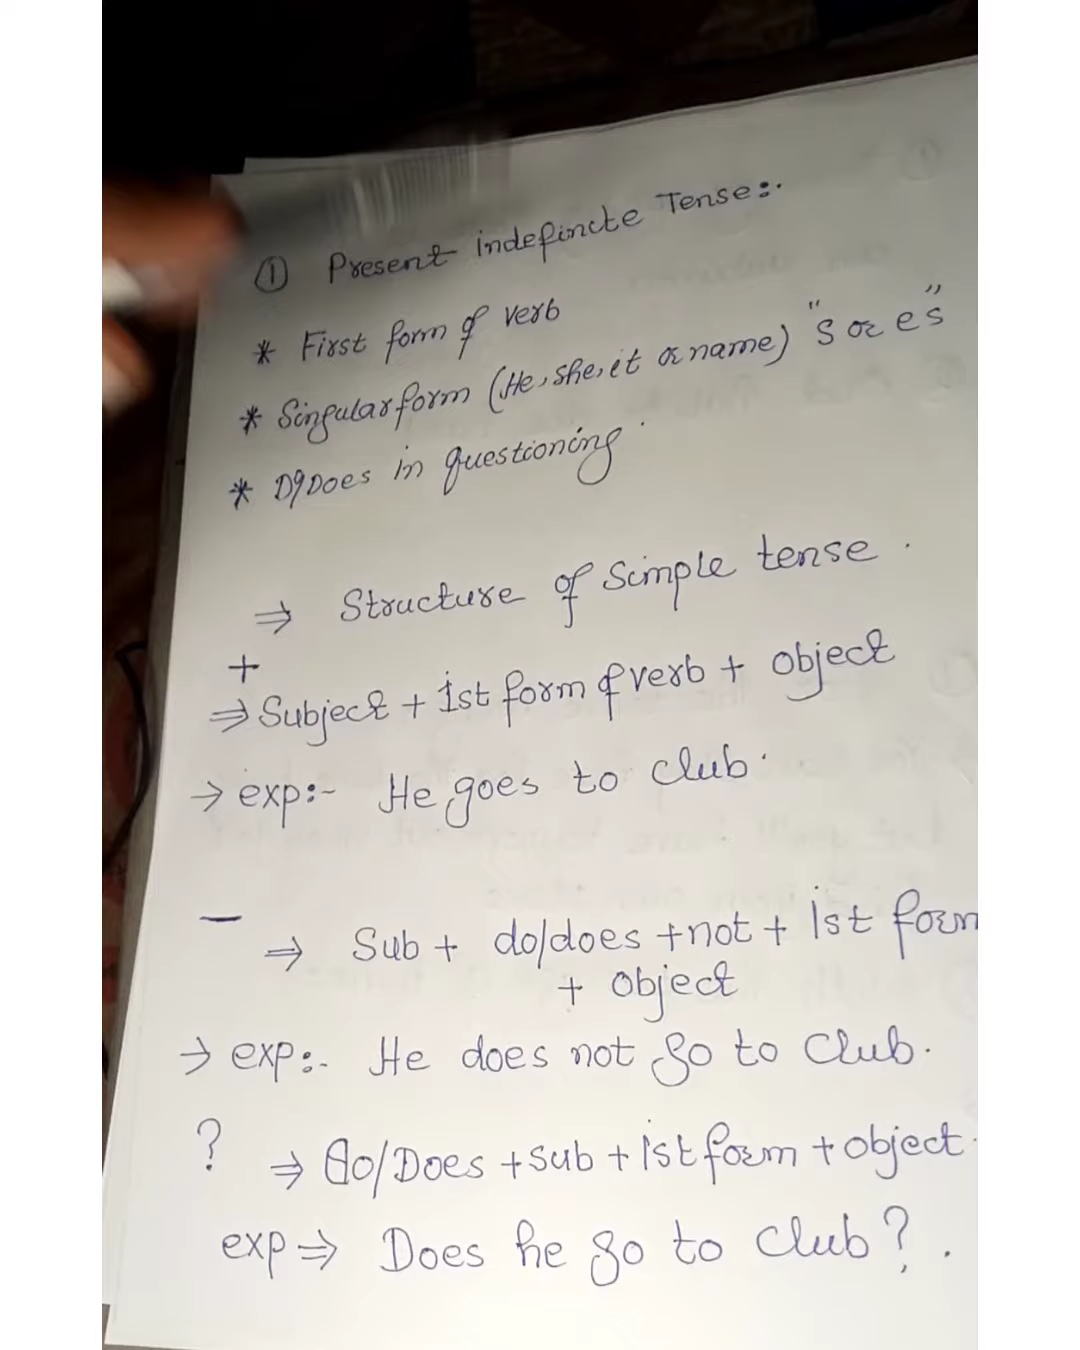 ① Present indefincte Tense:.
* First form of verb
* Singular form (He, she, it or name) "s or es"
* Do/Does in questioning.
⇒ Structure of Simple tense.
+
⇒ Subject + 1st form of verb + object
→ exp:- He goes to club.
—
⇒ Sub + do/does + not + 1st form
+ object
→ exp:- He does not go to club.
? ⇒ Do/Does + sub + 1st form + object.
exp ⇒ Does he go to club?.